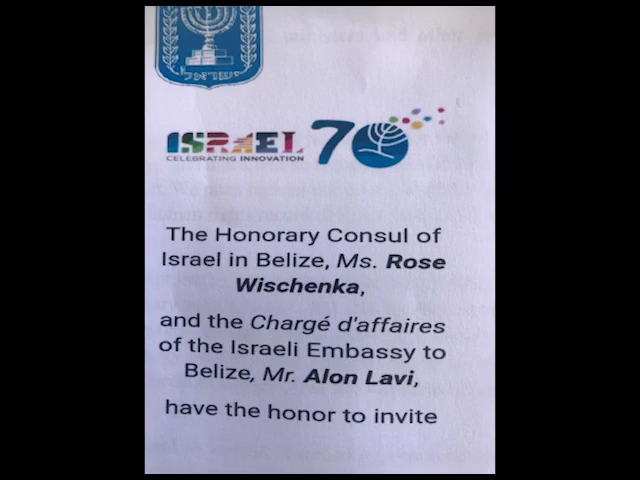 ישראל
ISRAEL 70
CELEBRATING INNOVATION
The Honorary Consul of
Israel in Belize, Ms. Rose
Wischenka,
and the Chargé d'affaires
of the Israeli Embassy to
Belize, Mr. Alon Lavi,
have the honor to invite